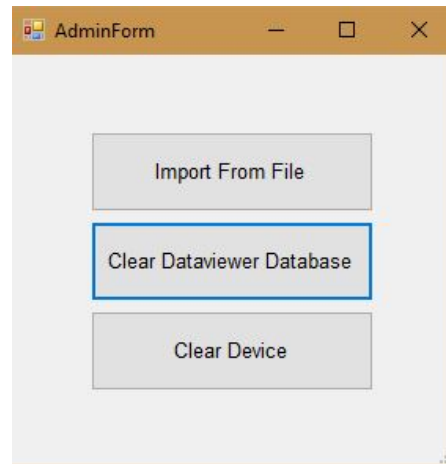 AdminForm
Import From File
Clear Dataviewer Database
Clear Device